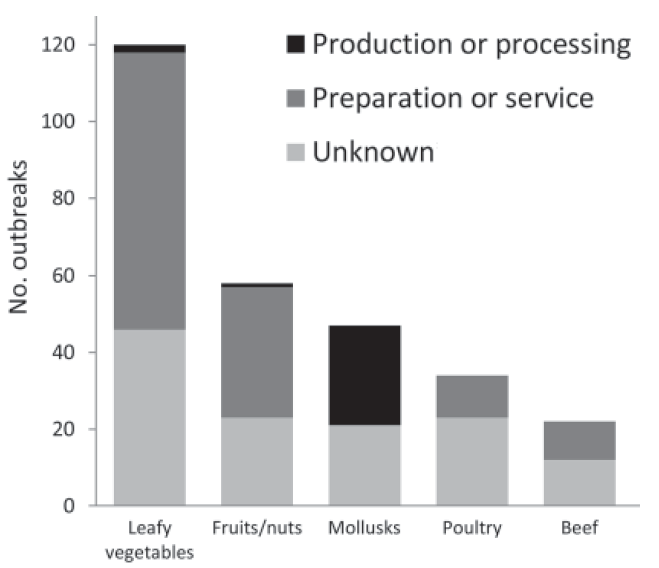 No. outbreaks
120
100
80
60
40
20
0
Production or processing
Preparation or service
Unknown
Leafy
vegetables
Fruits/nuts
Mollusks
Poultry
Beef